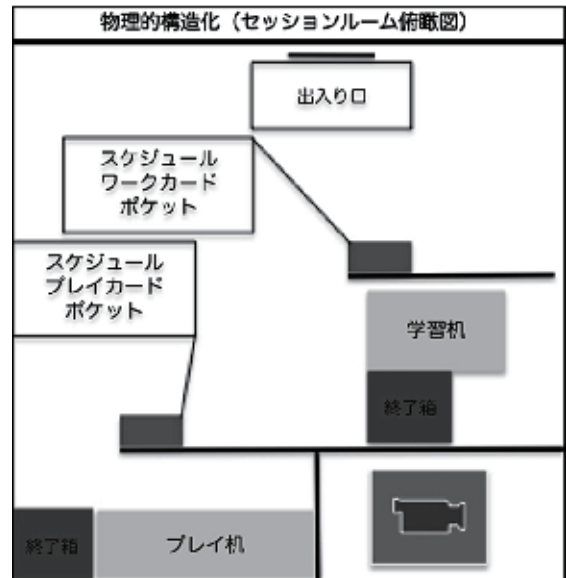 物理的構造化（セッションルーム俯瞰図）
出入り口
スケジュール
ワークカード
ポケット
スケジュール
プレイカード
ポケット
学習机
終了箱
終了箱
プレイ机